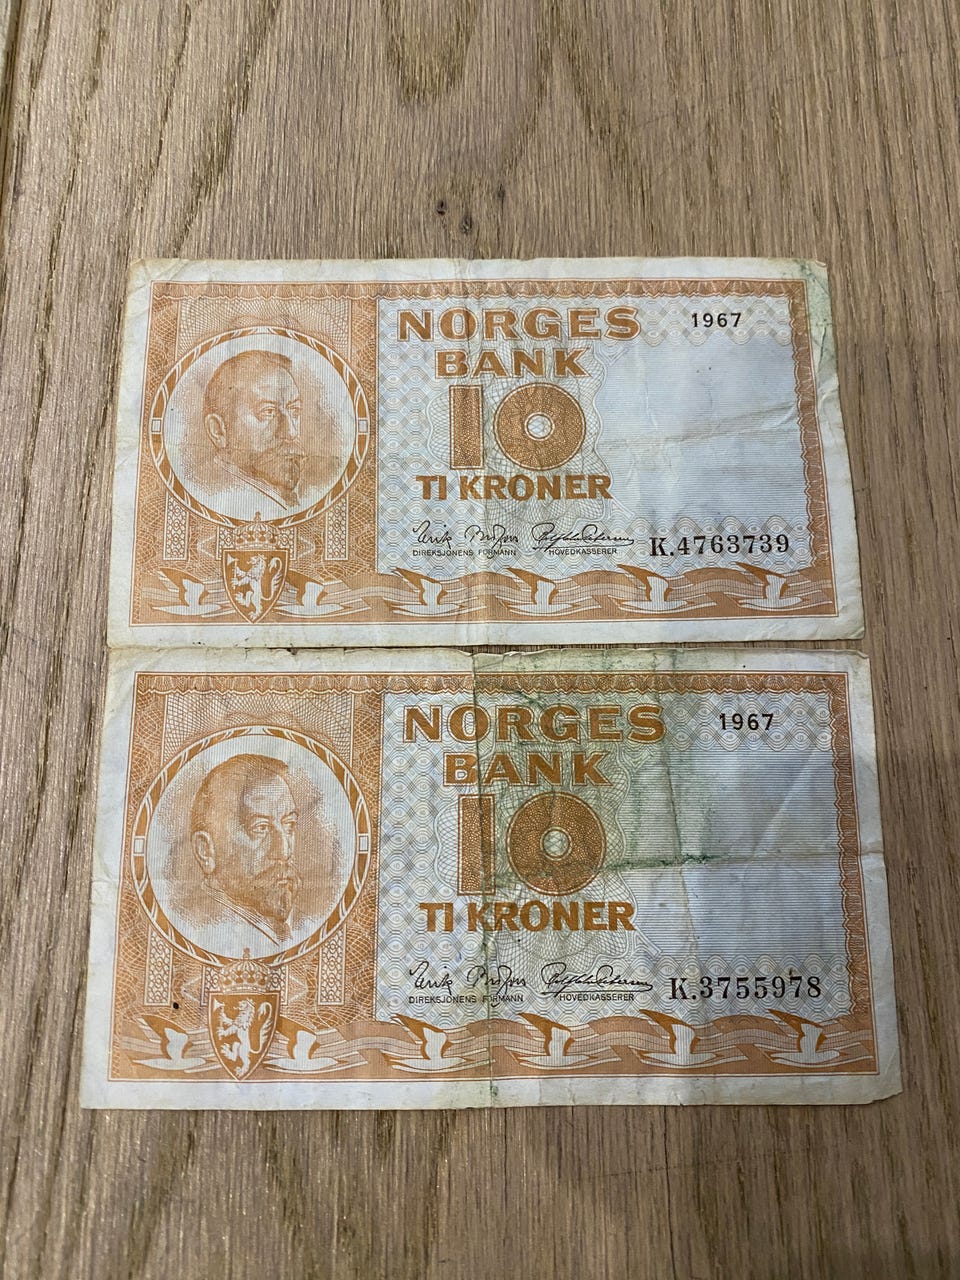 NORGES
1967
BANK
10
TI KRONER
DIREKSJONENS FORMANN
HOVEDKASSERER
K.4763739
NORGES
1967
BANK
10
TI KRONER
DIREKSJONENS FORMANN
HOVEDKASSERER
K.3755978